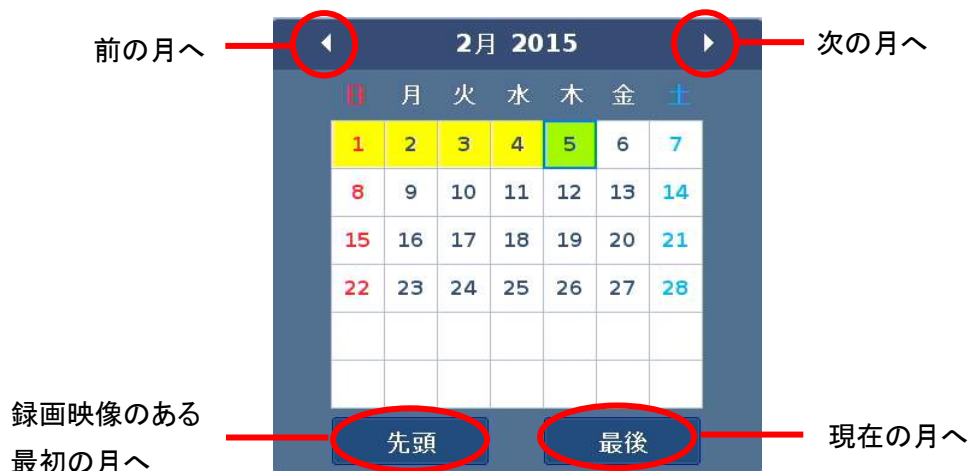 前の月へ
2月 2015
次の月へ
日 月 火 水 木 金 土
1 2 3 4 5 6 7
8 9 10 11 12 13 14
15 16 17 18 19 20 21
22 23 24 25 26 27 28
録画映像のある
最初の月へ
先頭
最後
現在の月へ